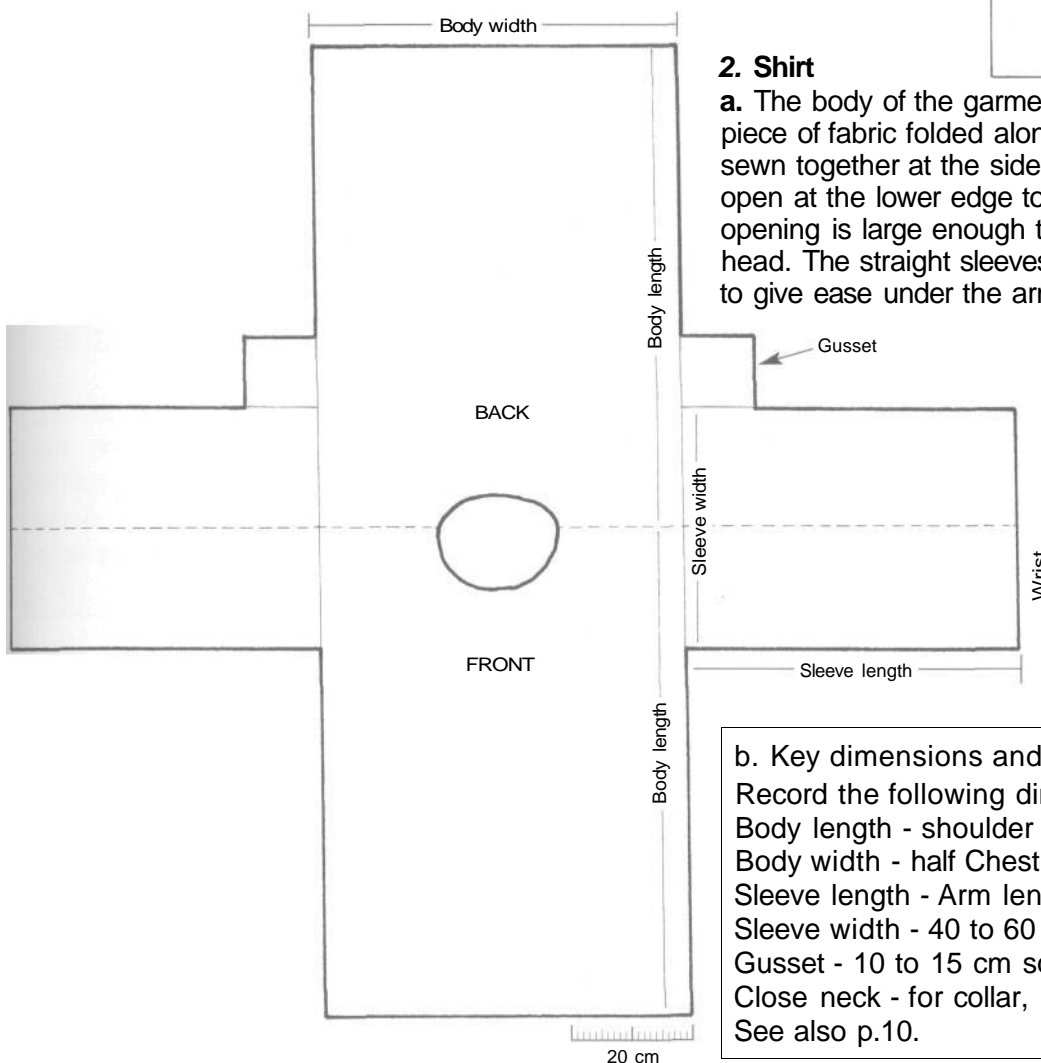 Body width
2. Shirt
a. The body of the garme
piece of fabric folded alon
sewn together at the side
open at the lower edge to
opening is large enough t
head. The straight sleeves
to give ease under the arr
Body length
Gusset
BACK
Sleeve width
Wrist
FRONT
Sleeve length
Body length
20 cm
b. Key dimensions and
Record the following di
Body length - shoulder
Body width - half Chest
Sleeve length - Arm len
Sleeve width - 40 to 60
Gusset - 10 to 15 cm s
Close neck - for collar,
See also p.10.